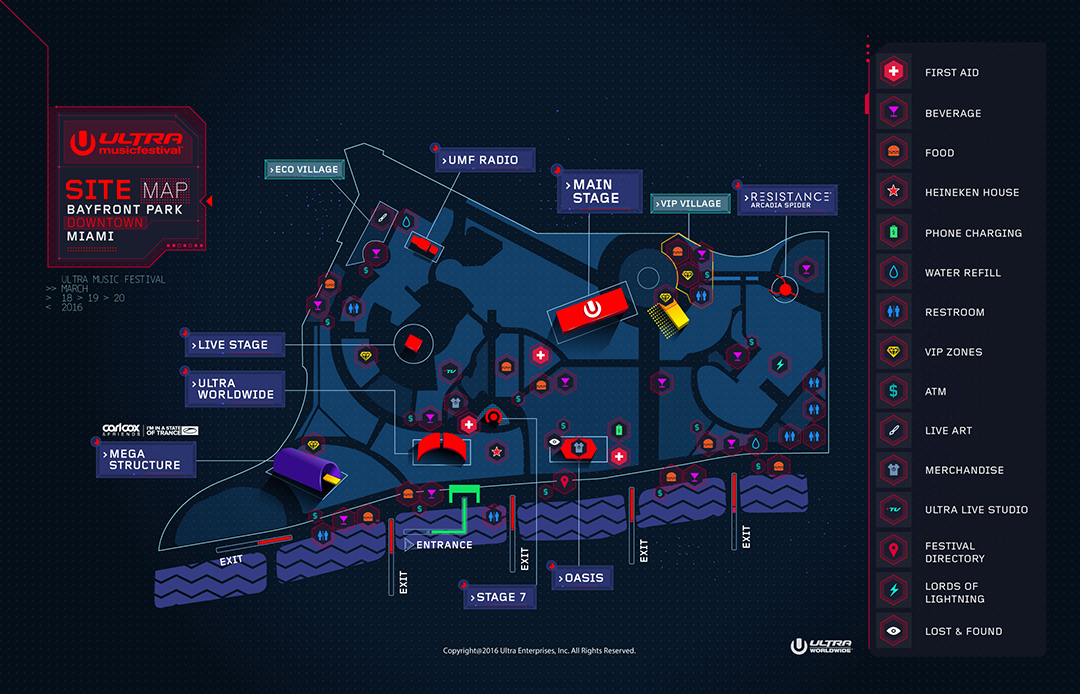 ULTRA
musicfestival
SITE MAP
BAYFRONT PARK
DOWNTOWN
MIAMI
ULTRA MUSIC FESTIVAL
>> MARCH
> 18 > 19 > 20
< 2016
>ECO VILLAGE
>UMF RADIO
>MAIN
STAGE
>VIP VILLAGE
>RESISTANCE
ARCADIA SPIDER
>LIVE STAGE
>ULTRA
WORLDWIDE
carl cox
& FRIENDS
I'M IN A STATE
OF TRANCE
>MEGA
STRUCTURE
TV
$
$
$
$
$
$
$
$
$
$
$
$
$
ENTRANCE
EXIT
EXIT
EXIT
EXIT
EXIT
>STAGE 7
>OASIS
FIRST AID
BEVERAGE
FOOD
HEINEKEN HOUSE
PHONE CHARGING
WATER REFILL
RESTROOM
VIP ZONES
$ ATM
LIVE ART
MERCHANDISE
TV ULTRA LIVE STUDIO
FESTIVAL
DIRECTORY
LORDS OF
LIGHTNING
LOST & FOUND
Copyright@2016 Ultra Enterprises, Inc. All Rights Reserved.
ULTRA
WORLDWIDE